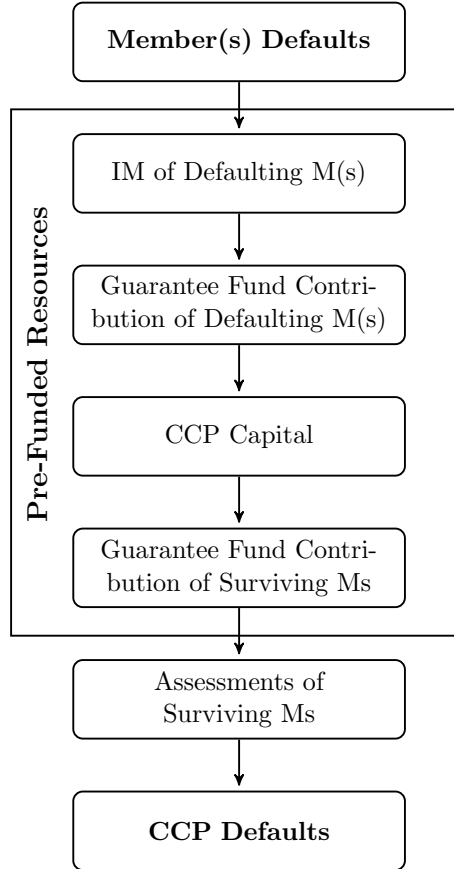 Member(s) Defaults
Pre-Funded Resources
IM of Defaulting M(s)
Guarantee Fund Contri-
bution of Defaulting M(s)
CCP Capital
Guarantee Fund Contri-
bution of Surviving Ms
Assessments of
Surviving Ms
CCP Defaults